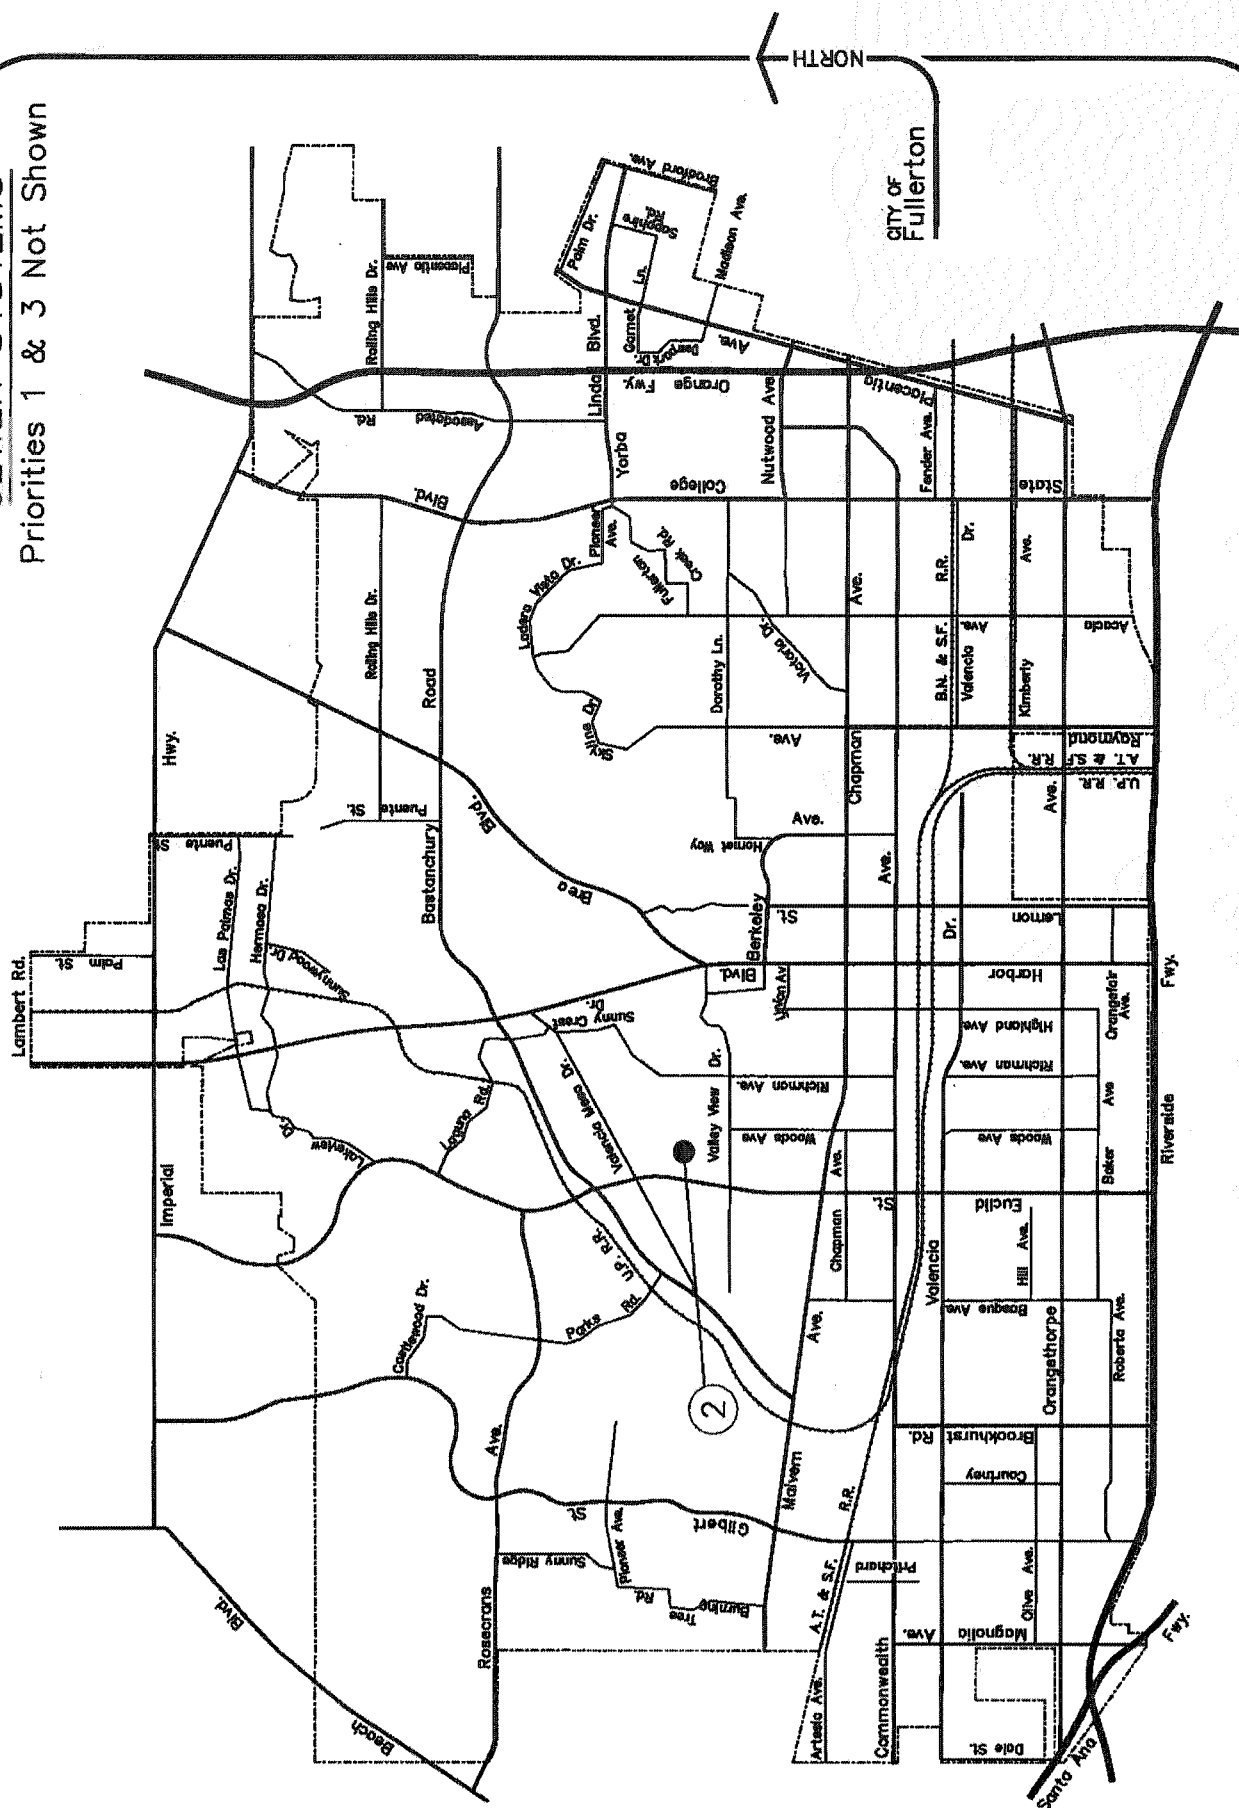 Priorities 1 & 3 Not Shown
NORTH
CITY OF
Fullerton
Lambert Rd.
Palm St.
Imperial
Hwy.
Puente St
Las Palmas Dr.
Hermosa Dr.
Sunnywood Dr.
Puente St.
Rolling Hills Dr.
Rolling Hills Dr.
Placentia Ave
Associated Rd.
Bastanchury
Road
Brea
Blvd.
Blvd.
College
State
Yorba
Linda
Blvd.
Orange
Fwy.
Palm Dr.
Bradford Ave.
Sapphire
Rd.
Garnet
Ln.
Deerpark Dr.
Madison Ave.
Placentia
Ave.
Nutwood Ave.
Pioneer
Ave.
Ladera Vista Dr.
Fullerton
Creek Rd.
Skyline Dr.
Dorothy Ln.
Victoria Dr.
Acacia
Ave.
Raymond
Ave.
Hornet Way
Berkeley
Ave.
Chapman
Ave.
Chapman
Ave.
Commonwealth
Ave.
Fender Ave.
B.N. & S.F.
R.R.
Valencia
Dr.
Kimberly
Ave.
A.T. & S.F. R.R.
U.P. R.R.
Lemon
St.
Harbor
Blvd.
Union Av
Highland Ave.
Richman Ave.
Richman Ave.
Woods Ave
Woods Ave
Orangefair
Ave.
Baker
Ave
Riverside
Fwy.
Sunny Crest
Dr.
Valencia Mesa Dr.
Valley View
Dr.
Laguna Rd.
Lakeview
Dr.
Euclid
St.
U.P. R.R.
Parks
Rd.
Castlewood Dr.
2
Valencia
Dr.
Hill
Ave.
Basque Ave.
Roberta Ave.
Orangethorpe
Ave.
Brookhurst
Rd.
Courtney
Malvern
Ave.
A.T. & S.F.
R.R.
Gilbert
St.
Pioneer Ave.
Sunny Ridge
Burning
Tree
Rd.
Rosecrans
Ave.
Beach
Blvd.
Pritchard
Olive
Ave.
Magnolia
Ave.
Artesia Ave.
Dale St.
Santa Ana
Fwy.